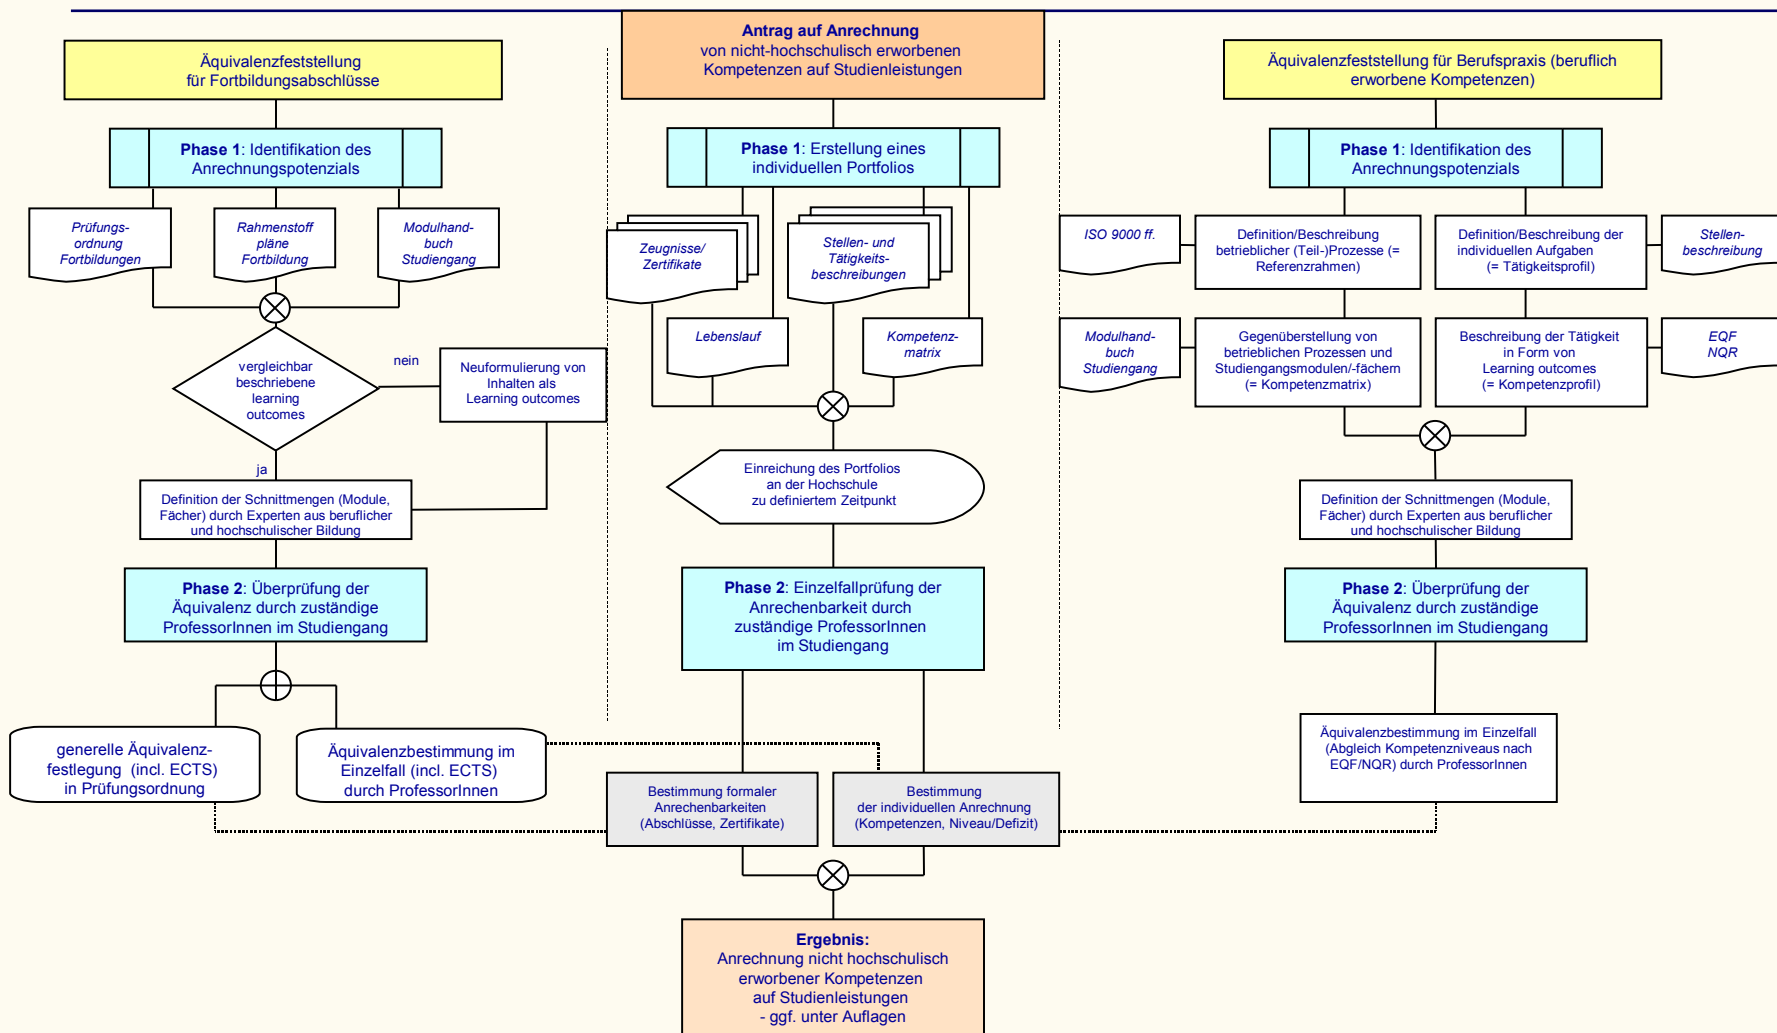 Äquivalenzfeststellung
für Fortbildungsabschlüsse
Phase 1: Identifikation des
Anrechnungspotenzials
Prüfungs-
ordnung
Fortbildungen
Rahmenstoff
pläne
Fortbildung
Modulhand-
buch
Studiengang
vergleichbar
beschriebene
learning
outcomes
nein
Neuformulierung von
Inhalten als
Learning outcomes
ja
Definition der Schnittmengen (Module,
Fächer) durch Experten aus beruflicher
und hochschulischer Bildung
Phase 2: Überprüfung der
Äquivalenz durch zuständige
ProfessorInnen im Studiengang
generelle Äquivalenz-
festlegung (incl. ECTS)
in Prüfungsordnung
Äquivalenzbestimmung im
Einzelfall (incl. ECTS)
durch ProfessorInnen
Antrag auf Anrechnung
von nicht-hochschulisch erworbenen
Kompetenzen auf Studienleistungen
Phase 1: Erstellung eines
individuellen Portfolios
Zeugnisse/
Zertifikate
Stellen- und
Tätigkeits-
beschreibungen
Lebenslauf
Kompetenz-
matrix
Einreichung des Portfolios
an der Hochschule
zu definiertem Zeitpunkt
Phase 2: Einzelfallprüfung der
Anrechenbarkeit durch
zuständige ProfessorInnen
im Studiengang
Bestimmung formaler
Anrechenbarkeiten
(Abschlüsse, Zertifikate)
Bestimmung
der individuellen Anrechnung
(Kompetenzen, Niveau/Defizit)
Ergebnis:
Anrechnung nicht hochschulisch
erworbener Kompetenzen
auf Studienleistungen
- ggf. unter Auflagen
Äquivalenzfeststellung für Berufspraxis (beruflich
erworbene Kompetenzen)
Phase 1: Identifikation des
Anrechnungspotenzials
ISO 9000 ff.
Definition/Beschreibung
betrieblicher (Teil-)Prozesse (=
Referenzrahmen)
Definition/Beschreibung der
individuellen Aufgaben
(= Tätigkeitsprofil)
Stellen-
beschreibung
Modulhand-
buch
Studiengang
Gegenüberstellung von
betrieblichen Prozessen und
Studiengangsmodulen/-fächern
(= Kompetenzmatrix)
Beschreibung der Tätigkeit
in Form von
Learning outcomes
(= Kompetenzprofil)
EQF
NQR
Definition der Schnittmengen (Module,
Fächer) durch Experten aus beruflicher
und hochschulischer Bildung
Phase 2: Überprüfung der
Äquivalenz durch zuständige
ProfessorInnen im Studiengang
Äquivalenzbestimmung im Einzelfall
(Abgleich Kompetenzniveaus nach
EQF/NQR) durch ProfessorInnen